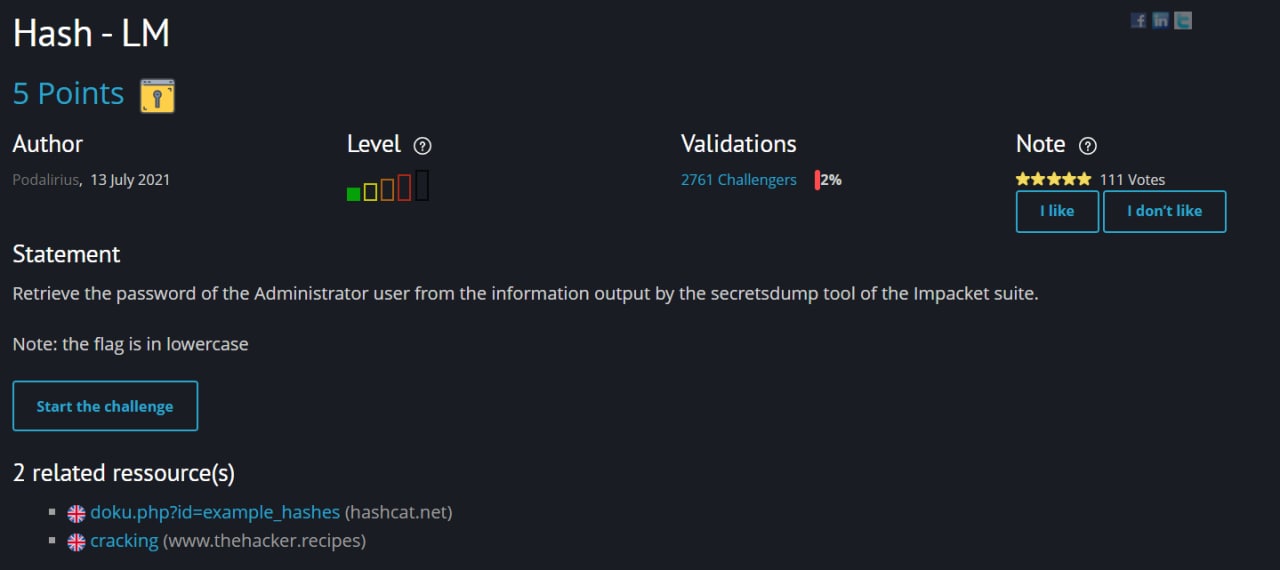 Hash - LM
5 Points
Author
Level
Validations
Note
Podalirius, 13 July 2021
2761 Challengers 2%
111 Votes
I like
I don't like
Statement
Retrieve the password of the Administrator user from the information output by the secretsdump tool of the Impacket suite.
Note: the flag is in lowercase
Start the challenge
2 related ressource(s)
doku.php?id=example_hashes (hashcat.net)
cracking (www.thehacker.recipes)